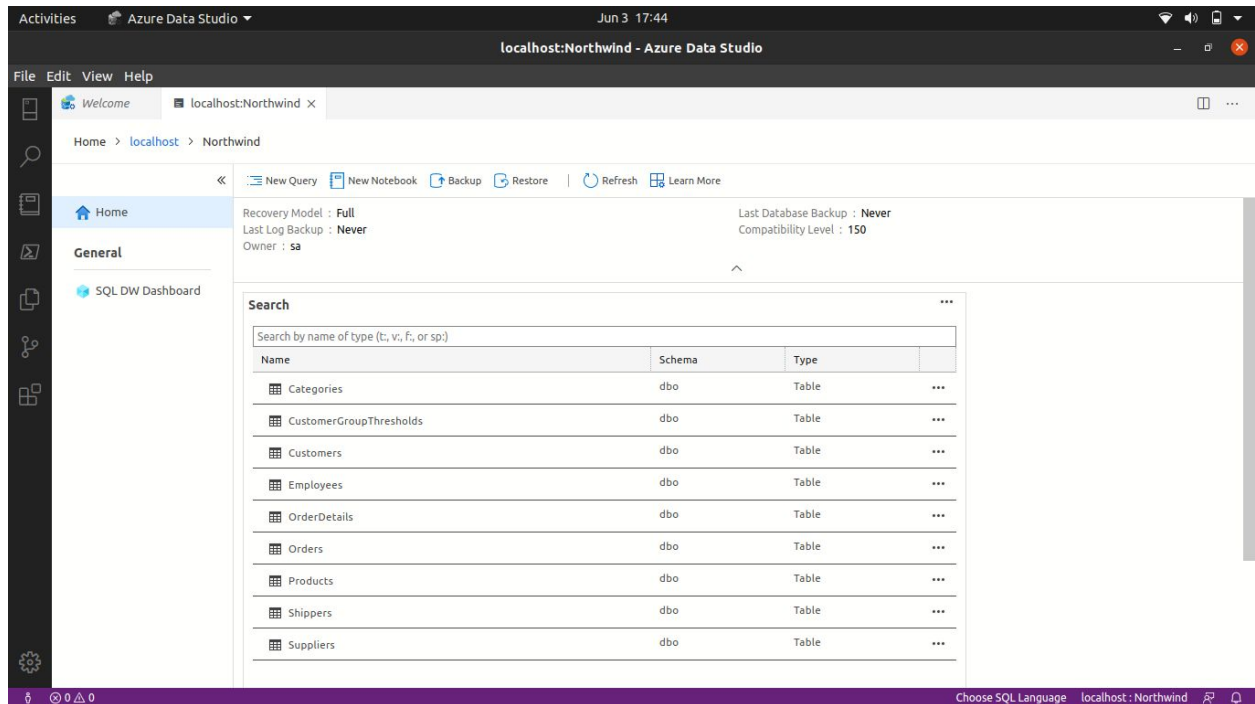 Activities Azure Data Studio Jun 3 17:44
localhost:Northwind - Azure Data Studio
File Edit View Help
Welcome localhost:Northwind
Home > localhost > Northwind
New Query New Notebook Backup Restore | Refresh Learn More
Home
General
SQL DW Dashboard
Recovery Model : Full
Last Log Backup : Never
Owner : sa
Last Database Backup : Never
Compatibility Level : 150
Search
Search by name of type (t:, v:, f:, or sp:)
Name Schema Type
Categories dbo Table
CustomerGroupThresholds dbo Table
Customers dbo Table
Employees dbo Table
OrderDetails dbo Table
Orders dbo Table
Products dbo Table
Shippers dbo Table
Suppliers dbo Table
0 0 Choose SQL Language localhost : Northwind